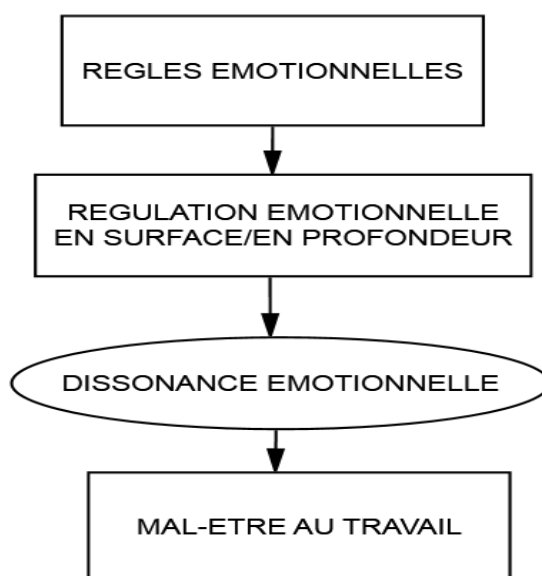 REGLES EMOTIONNELLES
REGULATION EMOTIONNELLE
EN SURFACE/EN PROFONDEUR
DISSONANCE EMOTIONNELLE
MAL-ETRE AU TRAVAIL